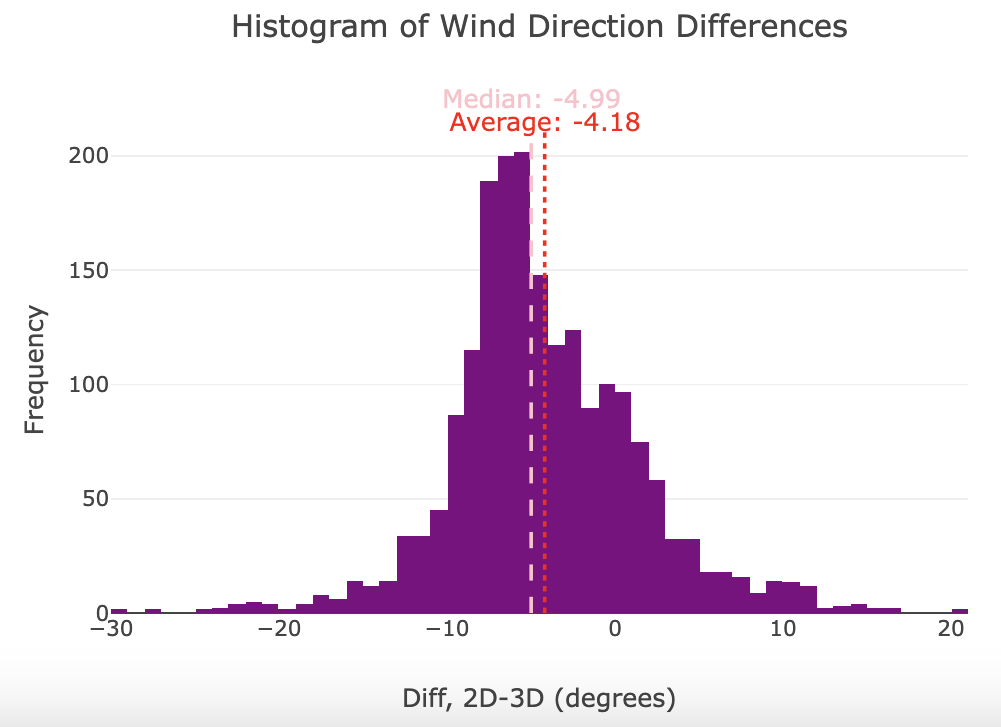 Histogram of Wind Direction Differences
Median: -4.99
Average: -4.18
200
150
100
50
0
Frequency
−30 −20 −10 0 10 20
Diff, 2D-3D (degrees)